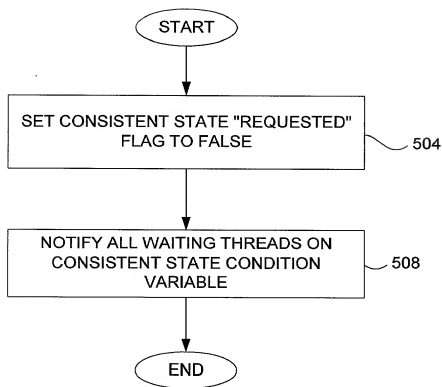 START
SET CONSISTENT STATE "REQUESTED"
FLAG TO FALSE
504
NOTIFY ALL WAITING THREADS ON
CONSISTENT STATE CONDITION
VARIABLE
508
END